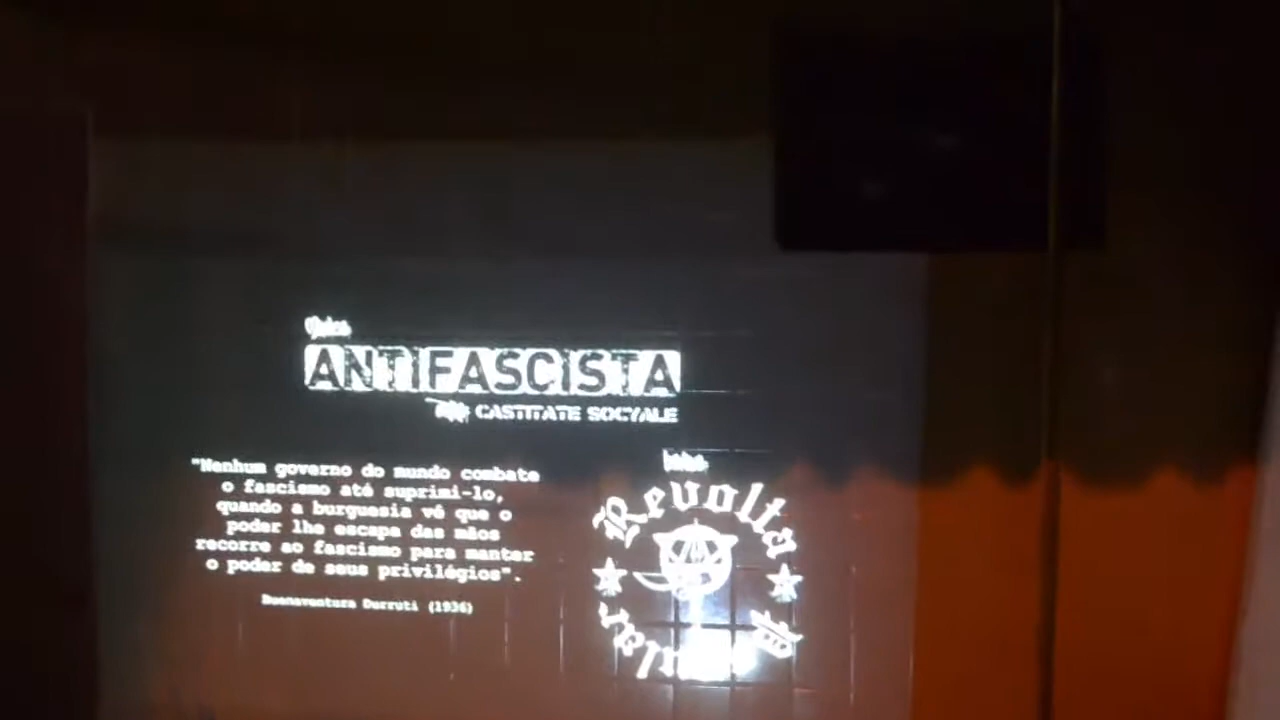 ANTIFASCISTA
CASTITATE SOCYALE
"Nenhum governo do mundo combate
o fascismo até suprimi-lo,
quando a burguesia vê que o
poder lhe escapa das mãos
recorre ao fascismo para manter
o poder de seus privilégios".
Buenaventura Durruti (1936)
Revolta
Popular